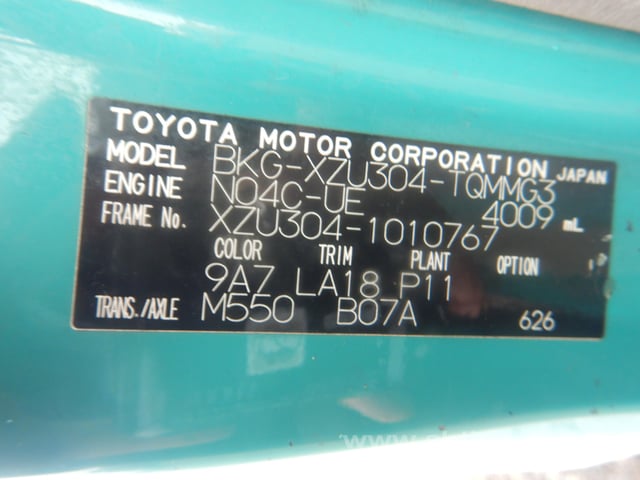 TOYOTA MOTOR CORPORATION JAPAN
MODEL BKG-XZU304-TQMMG3
ENGINE N04C-UE 4009 mL
FRAME No. XZU304-1010767
COLOR TRIM PLANT OPTION
9A7 LA18 P11
TRANS./AXLE M550 B07A 626